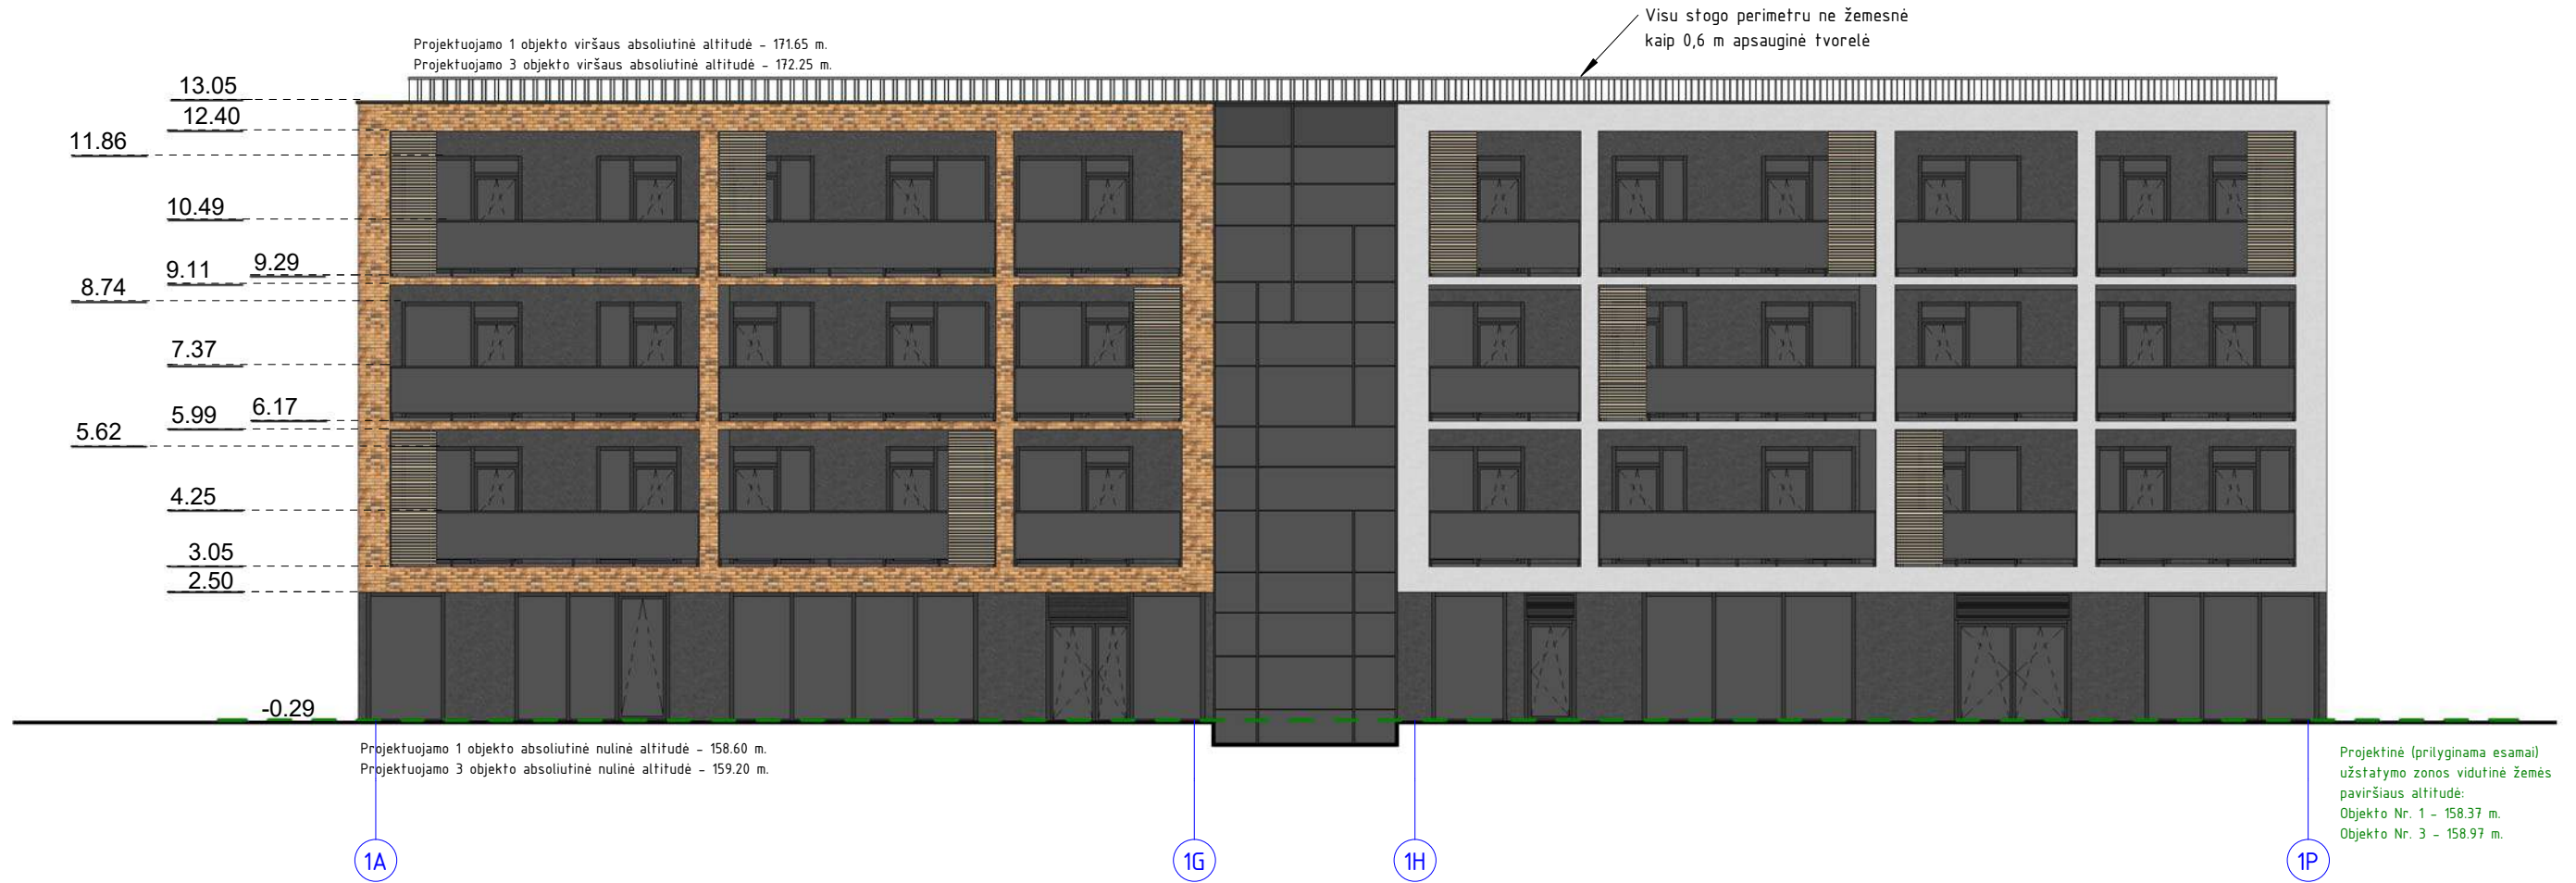 Visu stogo perimetru ne žemesnė
kaip 0,6 m apsauginė tvorelė
Projektuojamo 1 objekto viršaus absoliutinė altitudė - 171.65 m.
Projektuojamo 3 objekto viršaus absoliutinė altitudė - 172.25 m.
13.05
12.40
11.86
10.49
9.29
9.11
8.74
7.37
6.17
5.99
5.62
4.25
3.05
2.50
-0.29
Projektuojamo 1 objekto absoliutinė nulinė altitudė - 158.60 m.
Projektuojamo 3 objekto absoliutinė nulinė altitudė - 159.20 m.
Projektinė (prilyginama esamai)
užstatymo zonos vidutinė žemės
paviršiaus altitudė:
Objekto Nr. 1 - 158.37 m.
Objekto Nr. 3 - 158.97 m.
1A
1G
1H
1P